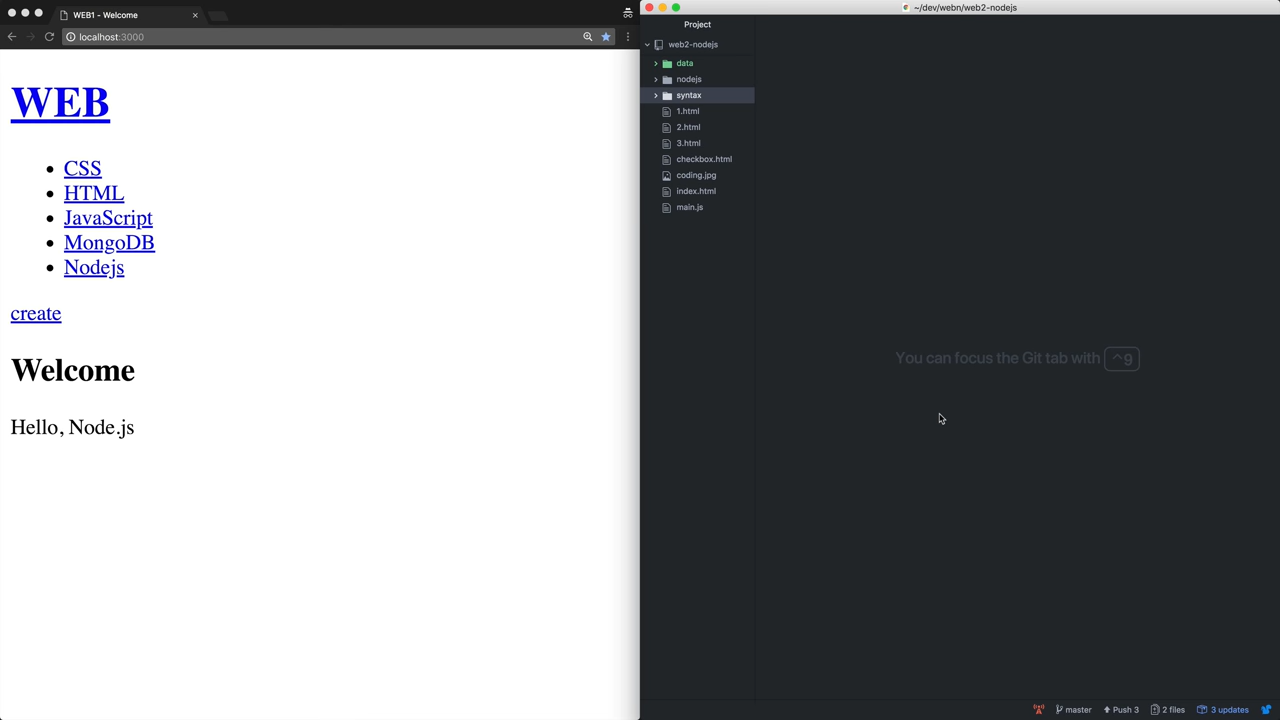 WEB1 - Welcome
localhost:3000
WEB
CSS
HTML
JavaScript
MongoDB
Nodejs
create
Welcome
Hello, Node.js
~/dev/webn/web2-nodejs
Project
web2-nodejs
data
nodejs
syntax
1.html
2.html
3.html
checkbox.html
coding.jpg
index.html
main.js
You can focus the Git tab with ^9
master
Push 3
2 files
3 updates